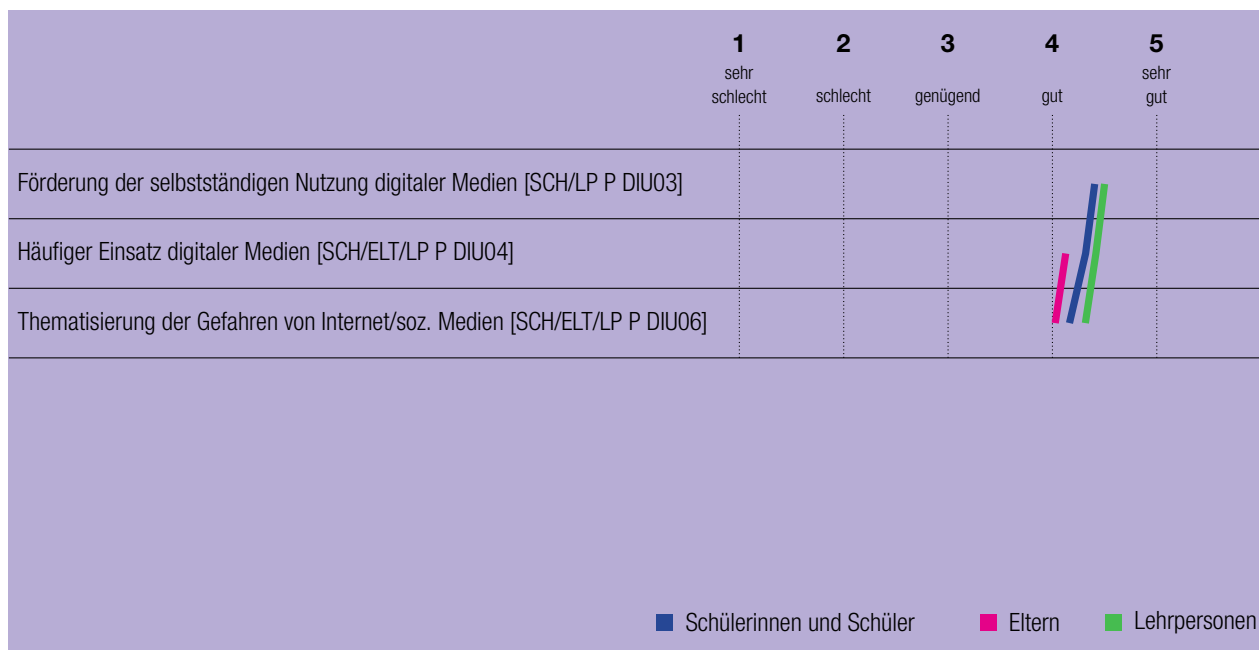 1 2 3 4 5
sehr schlecht schlecht genügend gut sehr gut
Förderung der selbstständigen Nutzung digitaler Medien [SCH/LP P DIU03]
Häufiger Einsatz digitaler Medien [SCH/ELT/LP P DIU04]
Thematisierung der Gefahren von Internet/soz. Medien [SCH/ELT/LP P DIU06]
Schülerinnen und Schüler Eltern Lehrpersonen